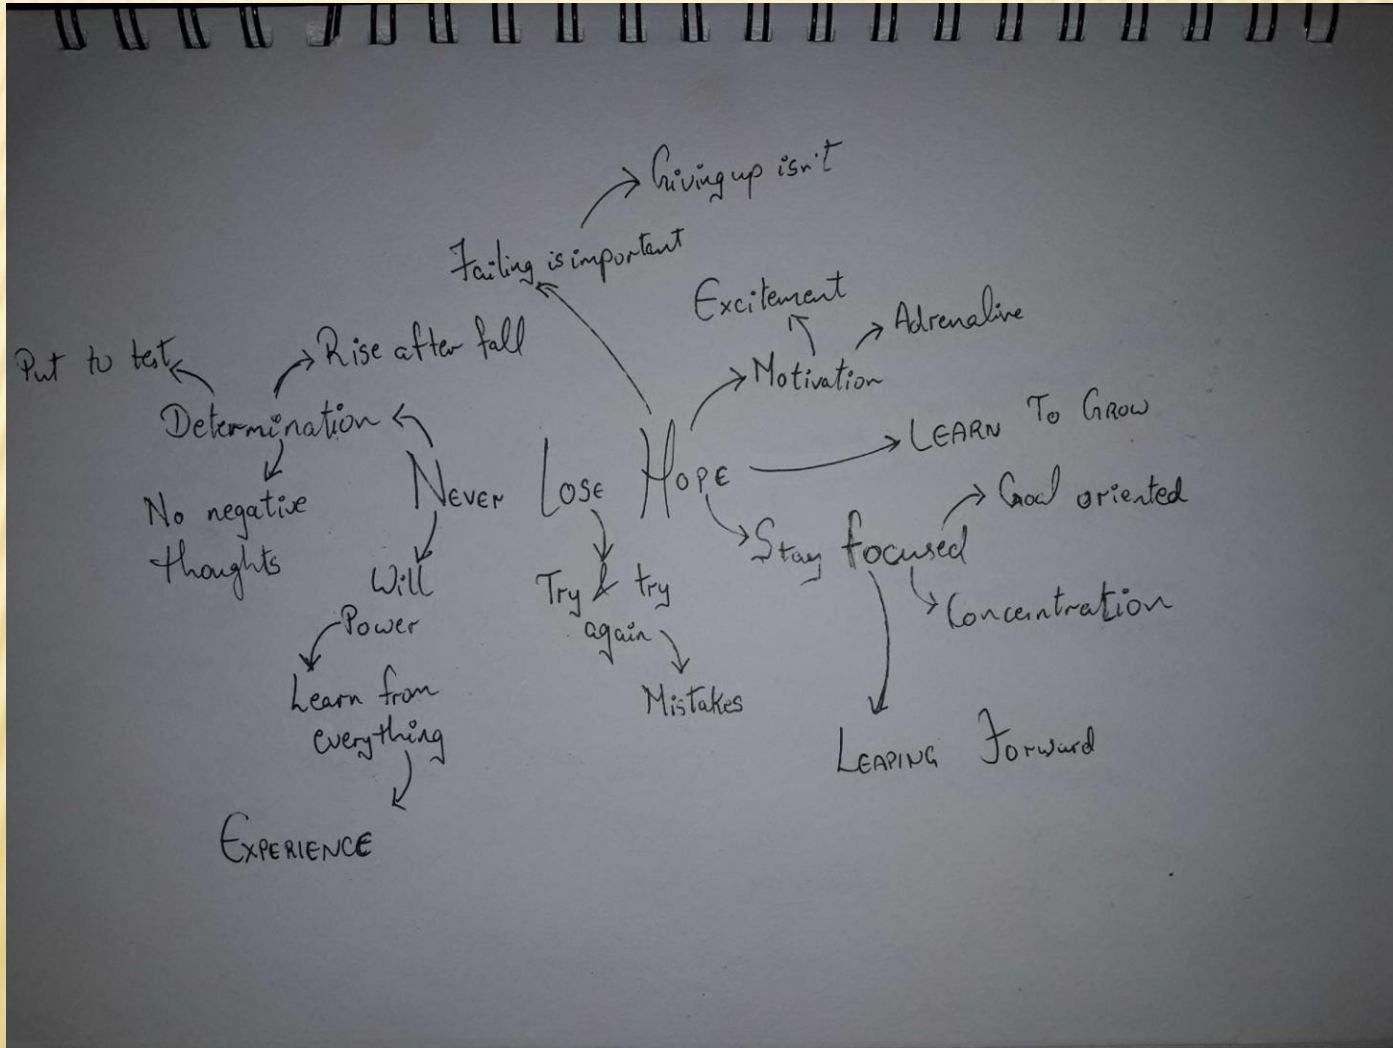 Giving up isn't
Failing is important
Excitement
Adrenaline
Put to test
Rise after fall
Motivation
Determination
LEARN TO GROW
NEVER LOSE HOPE
Goal oriented
No negative
thoughts
Stay focused
Will
Power
Try & try
again
Concentration
Learn from
everything
Mistakes
LEAPING Forward
EXPERIENCE